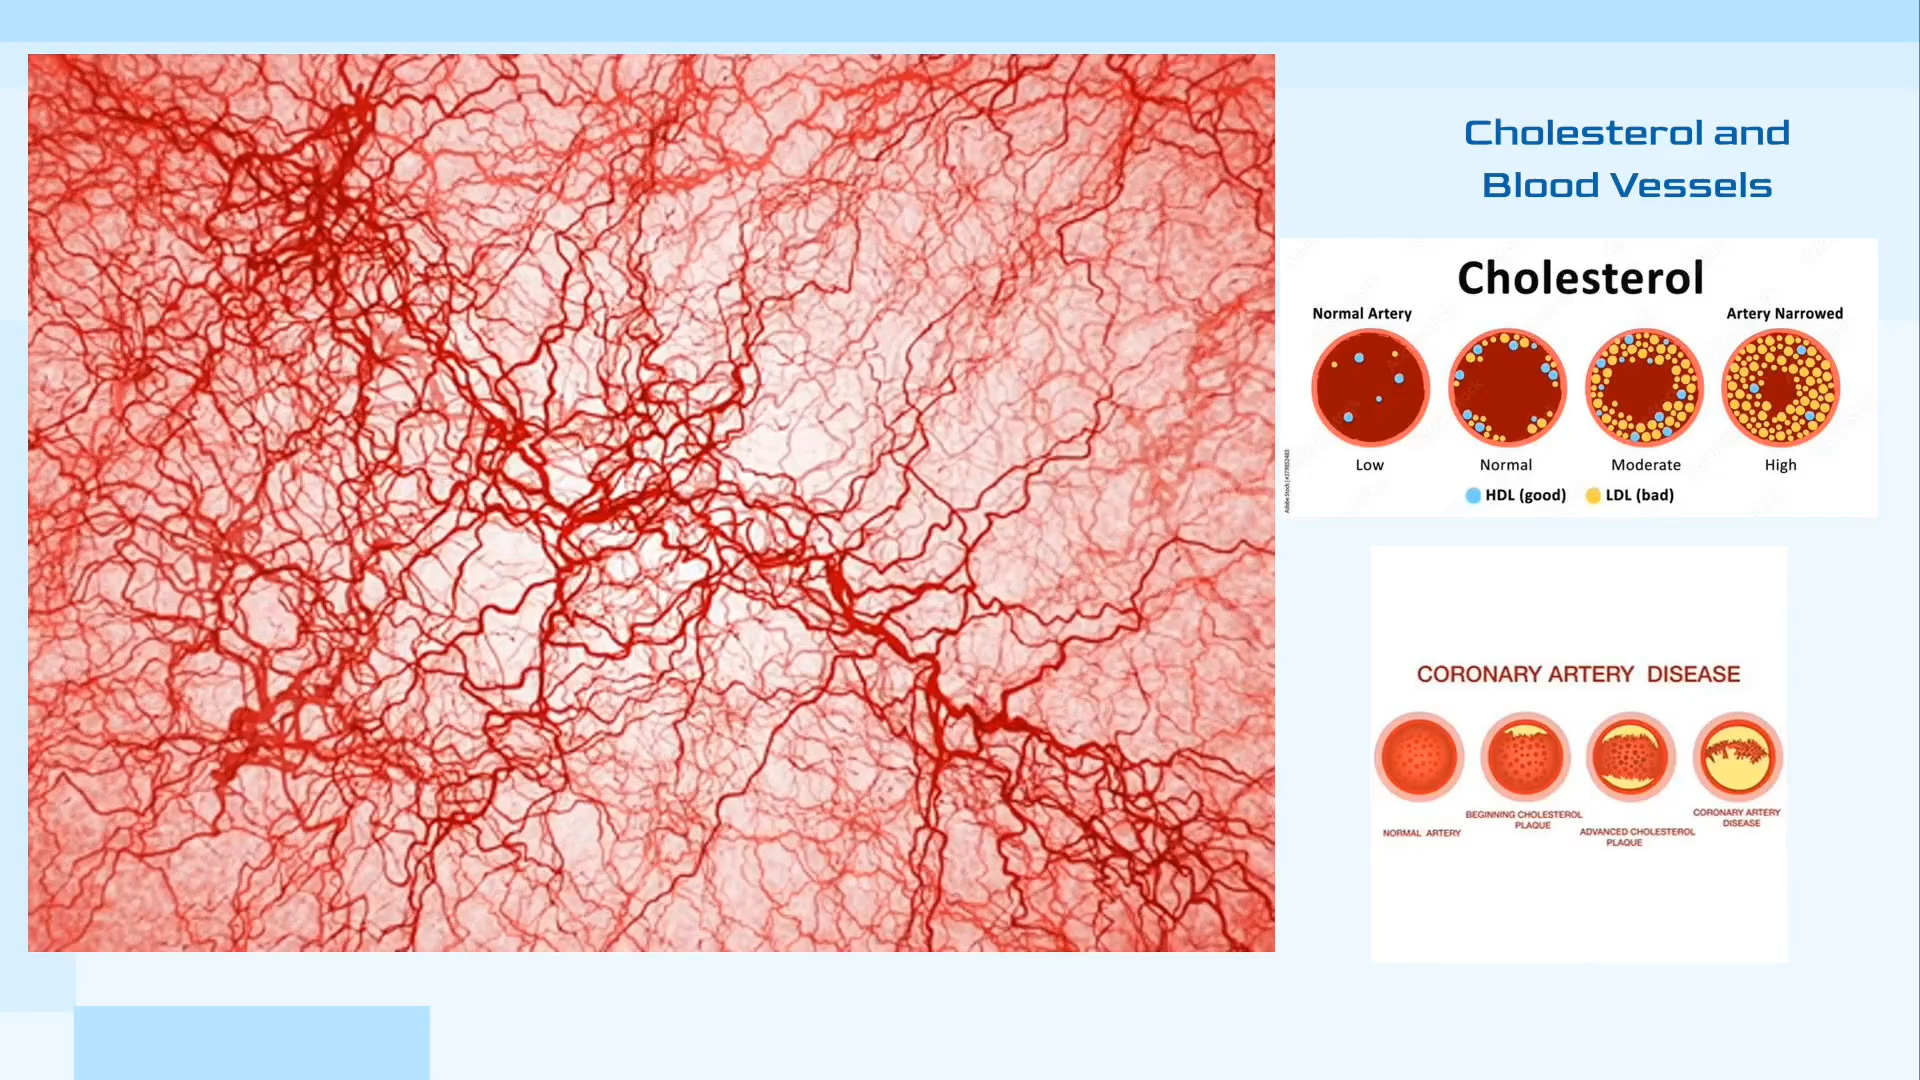 Cholesterol and
Blood Vessels
Cholesterol
Normal Artery
Artery Narrowed
Low
Normal
Moderate
High
HDL (good)
LDL (bad)
CORONARY ARTERY DISEASE
NORMAL ARTERY
BEGINNING CHOLESTEROL
PLAQUE
ADVANCED CHOLESTEROL
PLAQUE
CORONARY ARTERY
DISEASE